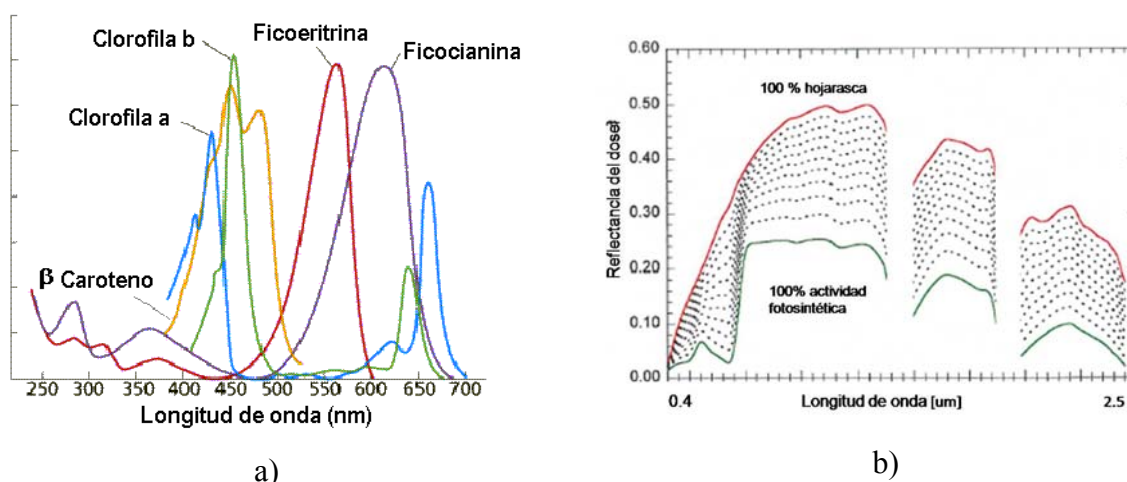 Clorofila b
Ficoeritrina
Ficocianina
Clorofila a
β Caroteno
250 300 350 400 450 500 550 600 650 700
Longitud de onda (nm)
a)
0.60
0.50
0.40
0.30
0.20
0.10
0.00
Reflectancia del dosel
100 % hojarasca
100% actividad
fotosintética
0.4 Longitud de onda [um] 2.5
b)